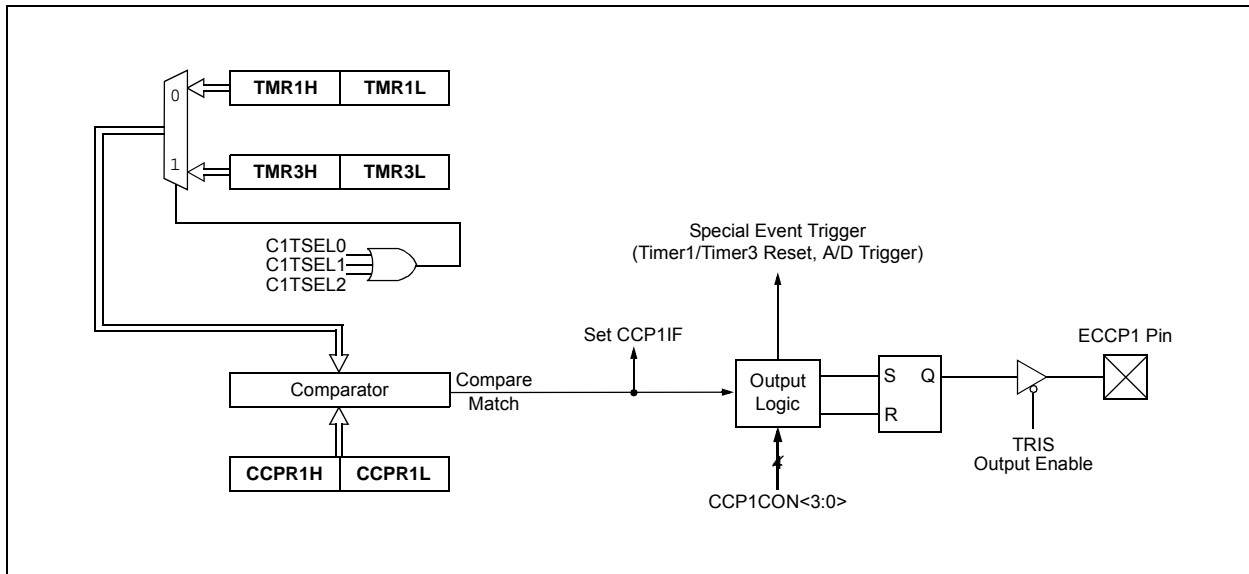 0
TMR1H
TMR1L
1
TMR3H
TMR3L
C1TSEL0
C1TSEL1
C1TSEL2
Special Event Trigger
(Timer1/Timer3 Reset, A/D Trigger)
Set CCP1IF
ECCP1 Pin
Comparator
Compare
Match
Output
Logic
S
Q
R
TRIS
Output Enable
4
CCPR1H
CCPR1L
CCP1CON<3:0>